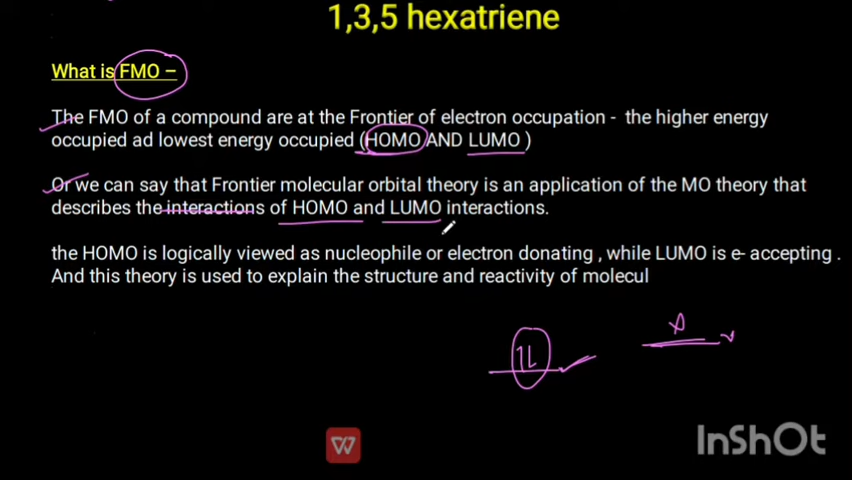 1,3,5 hexatriene
What is FMO –
The FMO of a compound are at the Frontier of electron occupation - the higher energy
occupied ad lowest energy occupied (HOMO AND LUMO )
Or we can say that Frontier molecular orbital theory is an application of the MO theory that
describes the interactions of HOMO and LUMO interactions.
the HOMO is logically viewed as nucleophile or electron donating , while LUMO is e- accepting .
And this theory is used to explain the structure and reactivity of molecul
InShOt